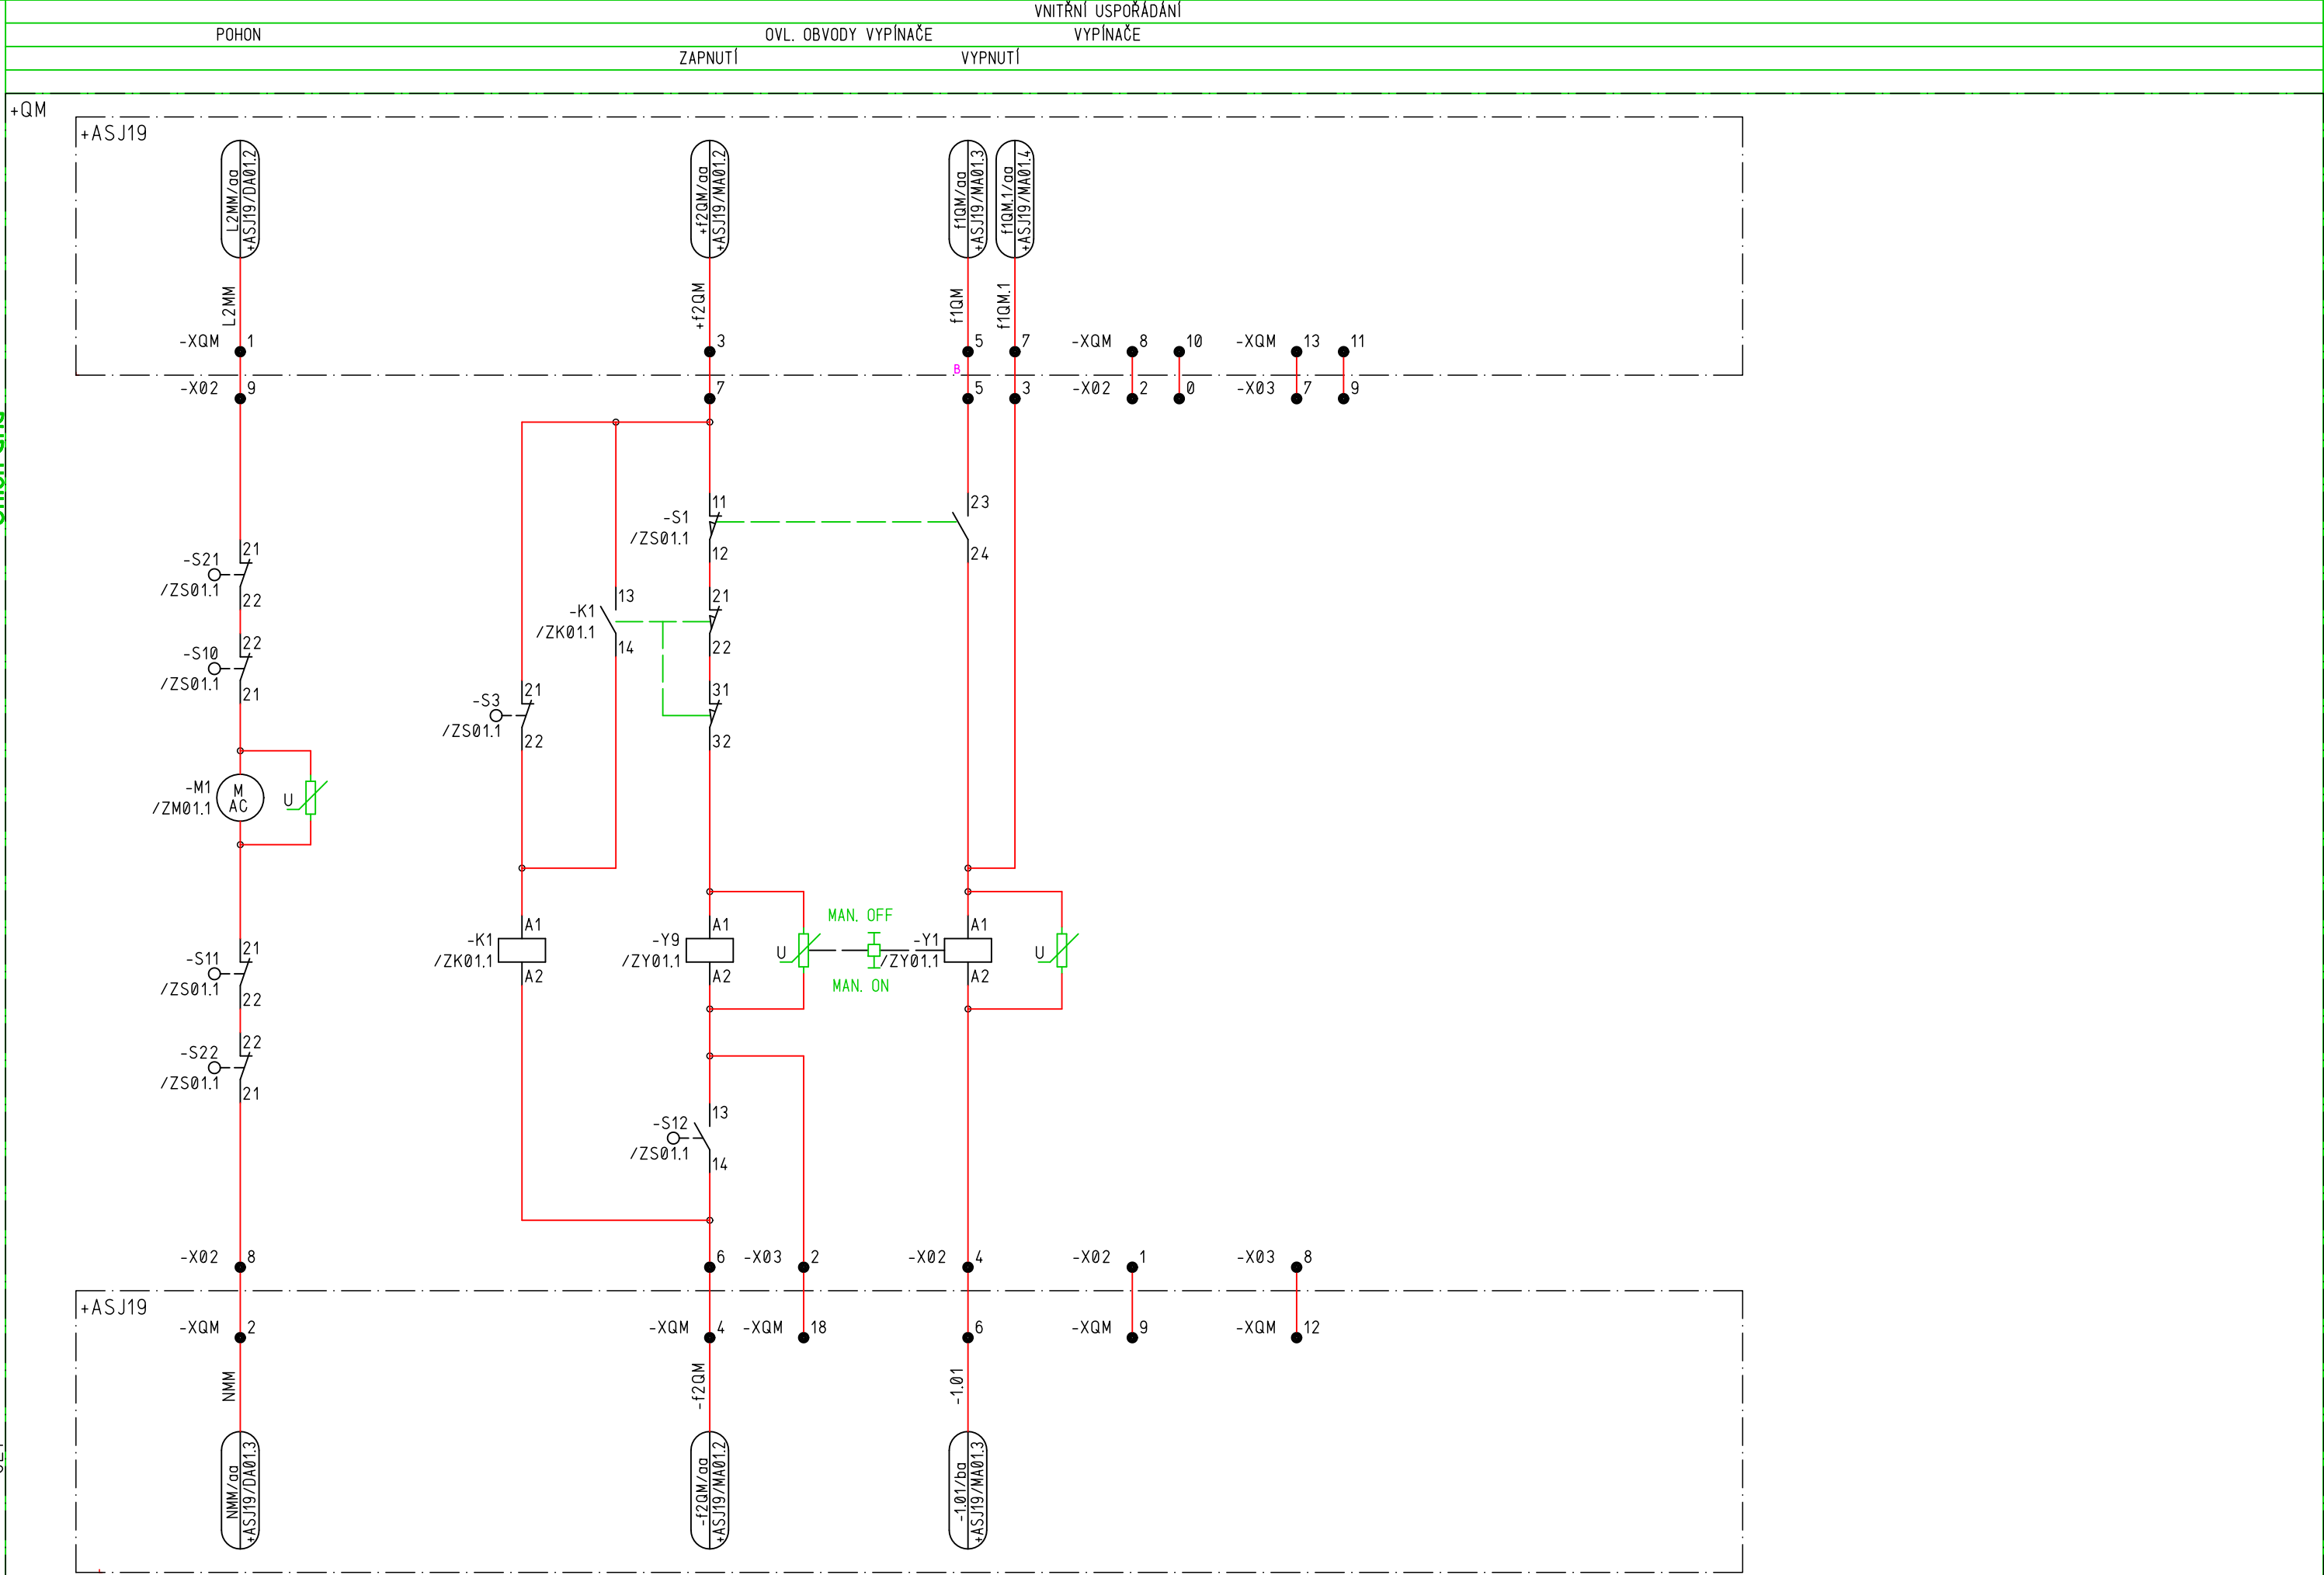 VNITŘNÍ USPOŘÁDÁNÍ
POHON OVL. OBVODY VYPÍNAČE VYPÍNAČE
ZAPNUTÍ VYPNUTÍ
+QM
+ASJ19
L2MM/aa
+ASJ19/DA01.2
+f2QM/aa
+ASJ19/MA01.2
f1QM/aa
+ASJ19/MA01.3
f1QM.1/aa
+ASJ19/MA01.4
L2MM
+f2QM
f1QM
f1QM.1
-XQM 1 3 5 7 -XQM 8 10 -XQM 13 11
B
-X02 9 7 5 3 -X02 2 0 -X03 7 9
-S1
/ZS01.1
11
12
23
24
-S21
/ZS01.1
21
22
-K1
/ZK01.1
13
14
21
22
-S10
/ZS01.1
22
21
-S3
/ZS01.1
21
22
31
32
-M1
/ZM01.1
M
AC
U
-K1
/ZK01.1
A1
A2
-Y9
/ZY01.1
A1
A2
U
MAN. OFF
MAN. ON
-Y1
/ZY01.1
A1
A2
U
-S11
/ZS01.1
21
22
-S22
/ZS01.1
22
21
-S12
/ZS01.1
13
14
-X02 8 6 -X03 2 -X02 4 -X02 1 -X03 8
+ASJ19
-XQM 2 -XQM 4 -XQM 18 6 -XQM 9 -XQM 12
NMM
-f2QM
-1.01
NMM/aa
+ASJ19/DA01.3
-f2QM/aa
+ASJ19/MA01.2
-1.01/ba
+ASJ19/MA01.3